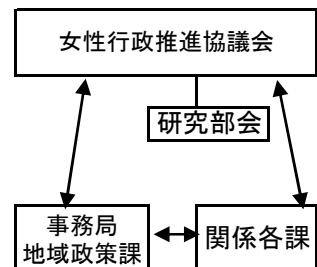 女性行政推進協議会
研究部会
事務局
地域政策課
関係各課